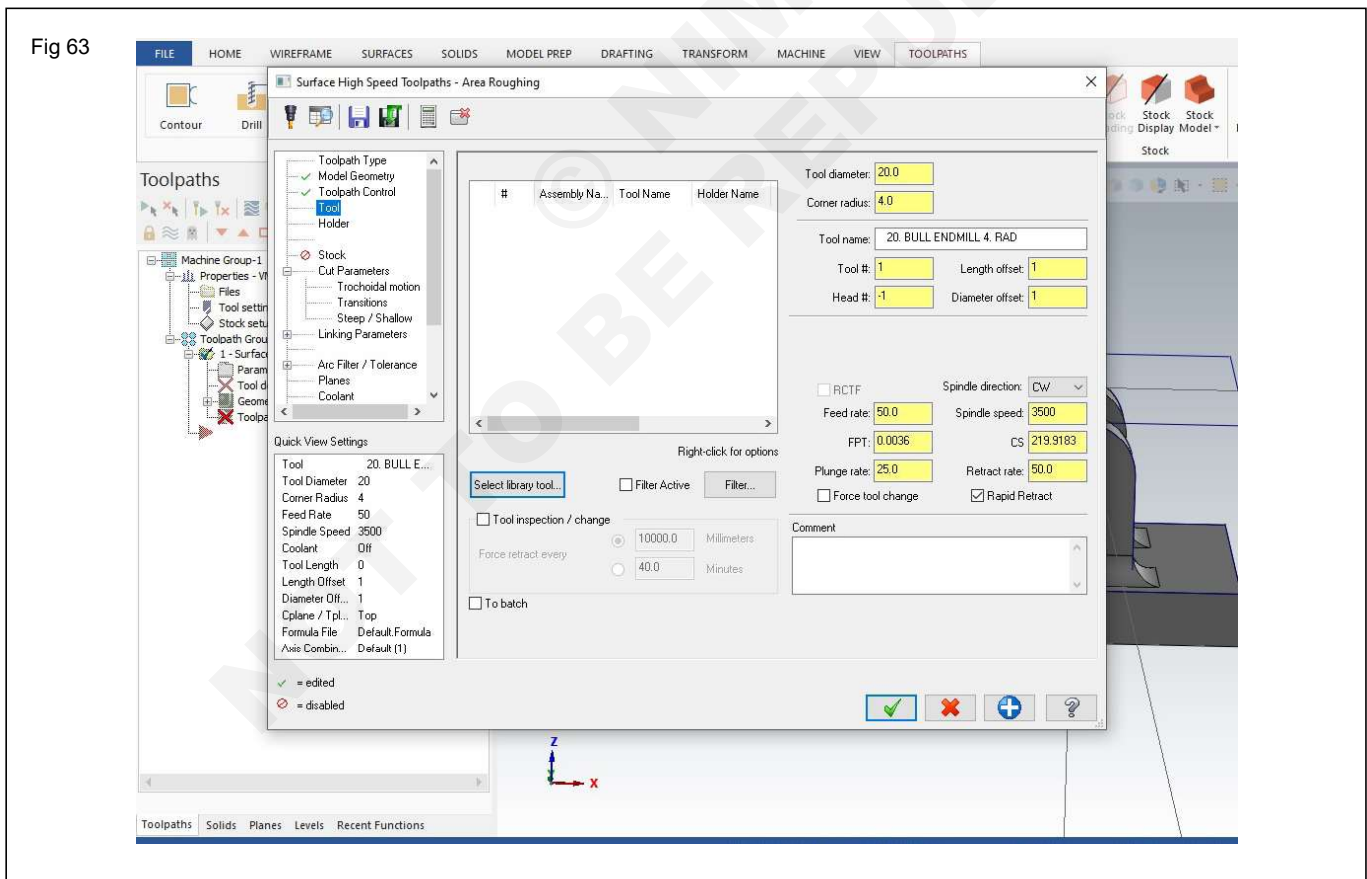 Fig 63
FILE HOME WIREFRAME SURFACES SOLIDS MODEL PREP DRAFTING TRANSFORM MACHINE VIEW TOOLPATHS
Surface High Speed Toolpaths - Area Roughing
Contour Drill
Stock Display Stock Model
Stock
Toolpaths
Machine Group-1
Properties -
Files
Tool
Stock
Toolpath
1 -
Tool
Toolpath Type
Model Geometry
Toolpath Control
Tool
Holder
Stock
Cut Parameters
Trochoidal motion
Transitions
Steep / Shallow
Linking Parameters
Arc Filter / Tolerance
Planes
Coolant
# Assembly Na... Tool Name Holder Name
Right-click for options
Select library tool... Filter Active Filter...
Tool inspection / change
Force retract every
10000.0 Millimeters
40.0 Minutes
To batch
Tool diameter: 20.0
Corner radius: 4.0
Tool name: 20. BULL ENDMILL 4. RAD
Tool #: 1 Length offset: 1
Head #: -1 Diameter offset: 1
RCTF Spindle direction: CW
Feed rate: 50.0 Spindle speed: 3500
FPT: 0.0036 CS 219.9183
Plunge rate: 25.0 Retract rate: 50.0
Force tool change Rapid Retract
Comment
Quick View Settings
Tool 20. BULL E...
Tool Diameter 20
Corner Radius 4
Feed Rate 50
Spindle Speed 3500
Coolant Off
Tool Length 0
Length Offset 1
Diameter Off... 1
Cplane / Tpl... Top
Formula File Default.Formula
Axis Combin... Default (1)
= edited
= disabled
Z
X
Toolpaths Solids Planes Levels Recent Functions
© NIMI
NOT TO BE REPUB